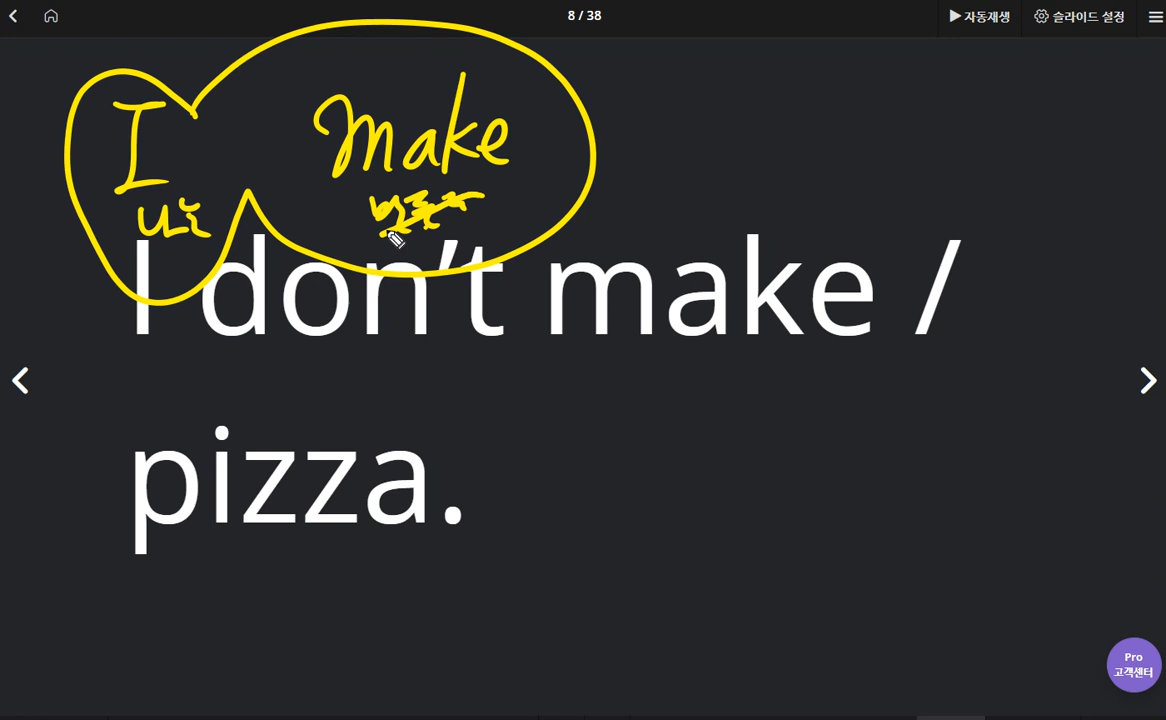 8 / 38
▶ 자동재생
슬라이드 설정
I make
나는
I don't make /
pizza.
Pro
고객센터